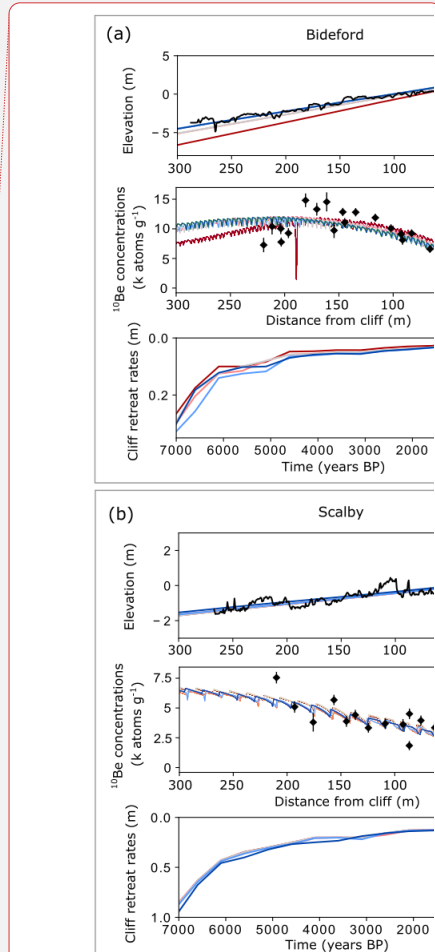 (a)
Bideford
Elevation (m)
5
0
−5
300 250 200 150 100
¹⁰Be concentrations
(k atoms g⁻¹)
15
10
5
0
300 250 200 150 100
Distance from cliff (m)
Cliff retreat rates (m)
0.0
0.2
7000 6000 5000 4000 3000 2000
Time (years BP)
(b)
Scalby
Elevation (m)
2
0
−2
300 250 200 150 100
¹⁰Be concentrations
(k atoms g⁻¹)
7.5
5
2.5
0
300 250 200 150 100
Distance from cliff (m)
Cliff retreat rates (m)
0.0
0.5
1.0
7000 6000 5000 4000 3000 2000
Time (years BP)